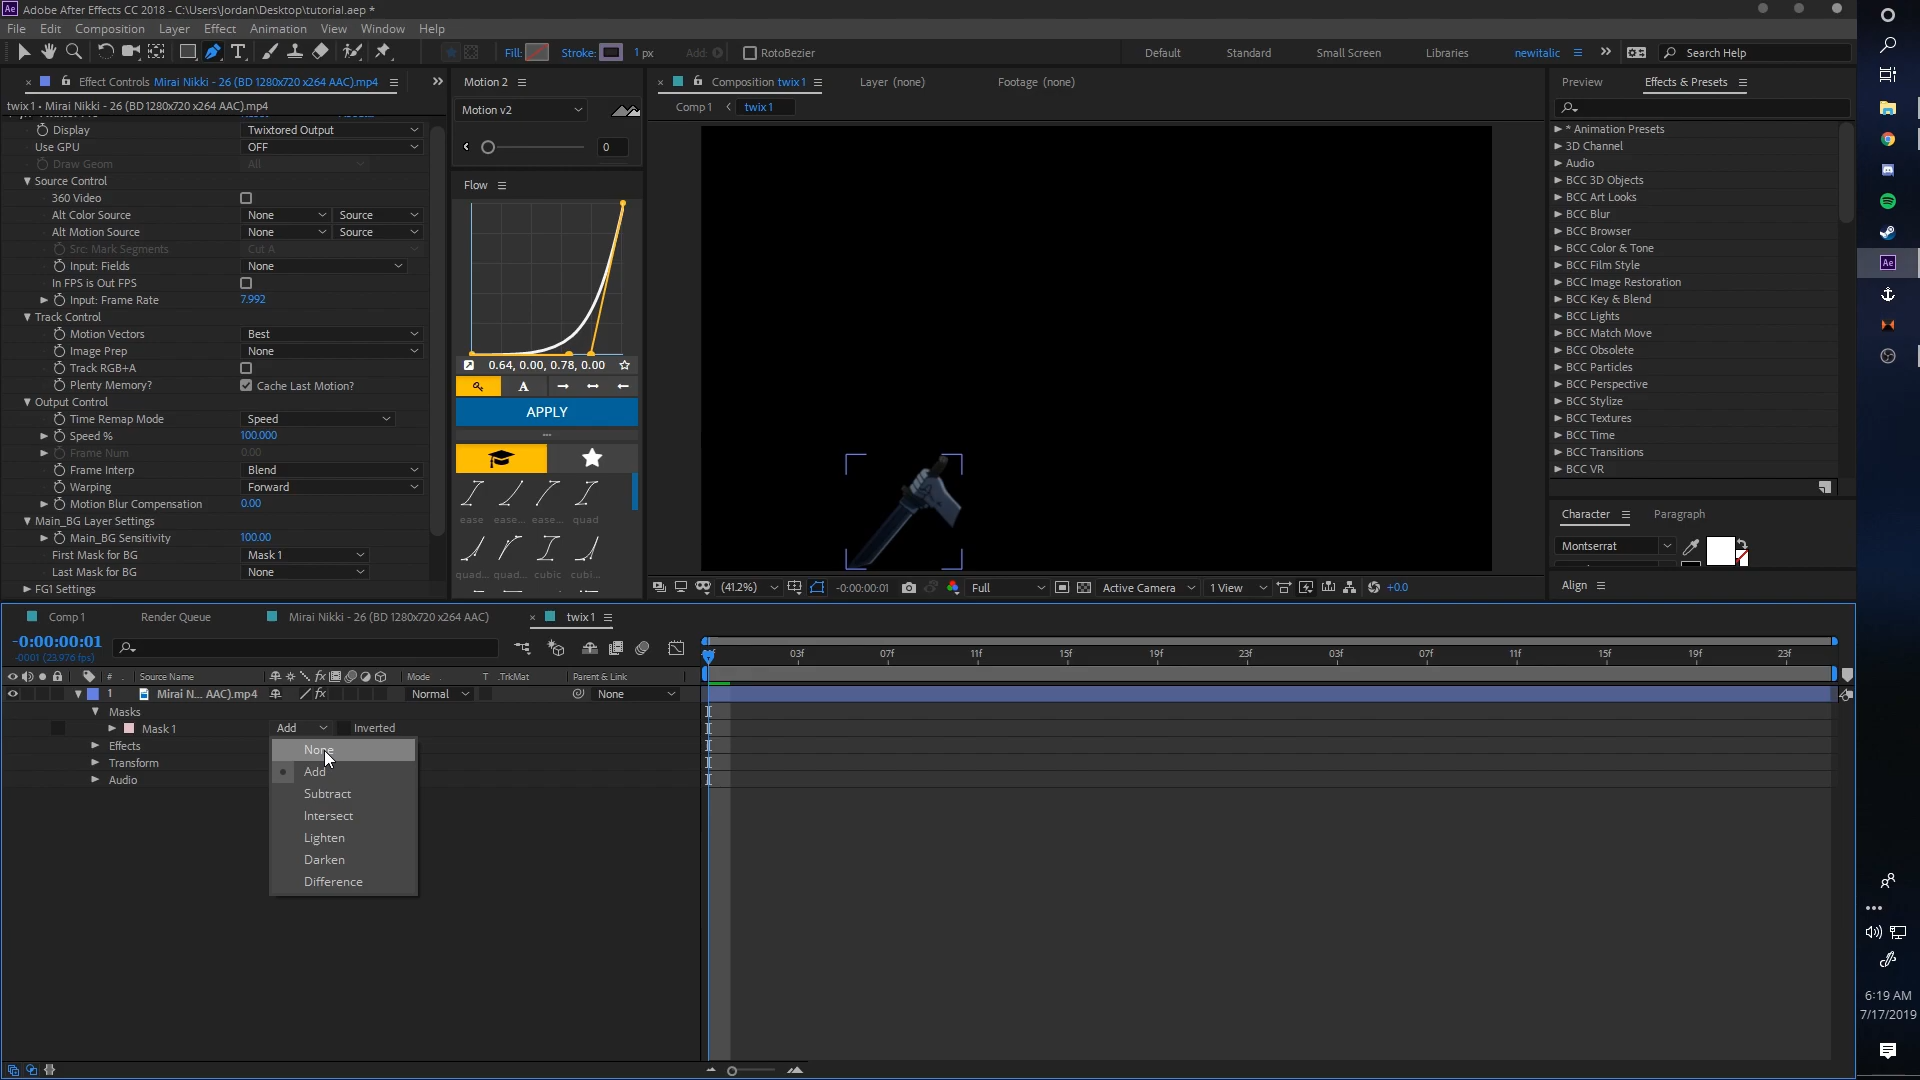 Ae Adobe After Effects CC 2018 - C:\Users\Jordan\Desktop\tutorial.aep *
File Edit Composition Layer Effect Animation View Window Help
Fill: Stroke: 1 px Add: RotoBezier
Default Standard Small Screen Libraries newitalic Search Help
× Effect Controls Mirai Nikki - 26 (BD 1280x720 x264 AAC).mp4
twix1 • Mirai Nikki - 26 (BD 1280x720 x264 AAC).mp4
Display Twixtored Output
Use GPU OFF
Draw Geom All
Source Control
360 Video
Alt Color Source None Source
Alt Motion Source None Source
Src: Mark Segments Cut A
Input: Fields None
In FPS is Out FPS
Input: Frame Rate 7.992
Track Control
Motion Vectors Best
Image Prep None
Track RGB+A
Plenty Memory? Cache Last Motion?
Output Control
Time Remap Mode Speed
Speed % 100.000
Frame Num 0.00
Frame Interp Blend
Warping Forward
Motion Blur Compensation 0.00
Main_BG Layer Settings
Main_BG Sensitivity 100.00
First Mask for BG Mask 1
Last Mask for BG None
FG1 Settings
Motion 2
Motion v2
0
Flow
0.64, 0.00, 0.78, 0.00
A
APPLY
ease ease... ease... quad
quad... quad... cubic cubi...
× Composition twix1 Layer (none) Footage (none)
Comp 1 twix1
(41.2%) -0:00:00:01 Full Active Camera 1 View +0.0
Preview Effects & Presets
* Animation Presets
3D Channel
Audio
BCC 3D Objects
BCC Art Looks
BCC Blur
BCC Browser
BCC Color & Tone
BCC Film Style
BCC Image Restoration
BCC Key & Blend
BCC Lights
BCC Match Move
BCC Obsolete
BCC Particles
BCC Perspective
BCC Stylize
BCC Textures
BCC Time
BCC Transitions
BCC VR
Character Paragraph
Montserrat
Align
Comp 1 Render Queue Mirai Nikki - 26 (BD 1280x720 x264 AAC) × twix1
-0:00:00:01
-0001 (23.976 fps)
03f 07f 11f 15f 19f 23f 03f 07f 11f 15f 19f 23f
# Source Name fx Mode T .TrkMat Parent & Link
1 Mirai N... AAC).mp4 fx Normal None
Masks
Mask 1 Add Inverted
Effects
Transform
Audio
None
Add
Subtract
Intersect
Lighten
Darken
Difference
Ae
6:19 AM
7/17/2019